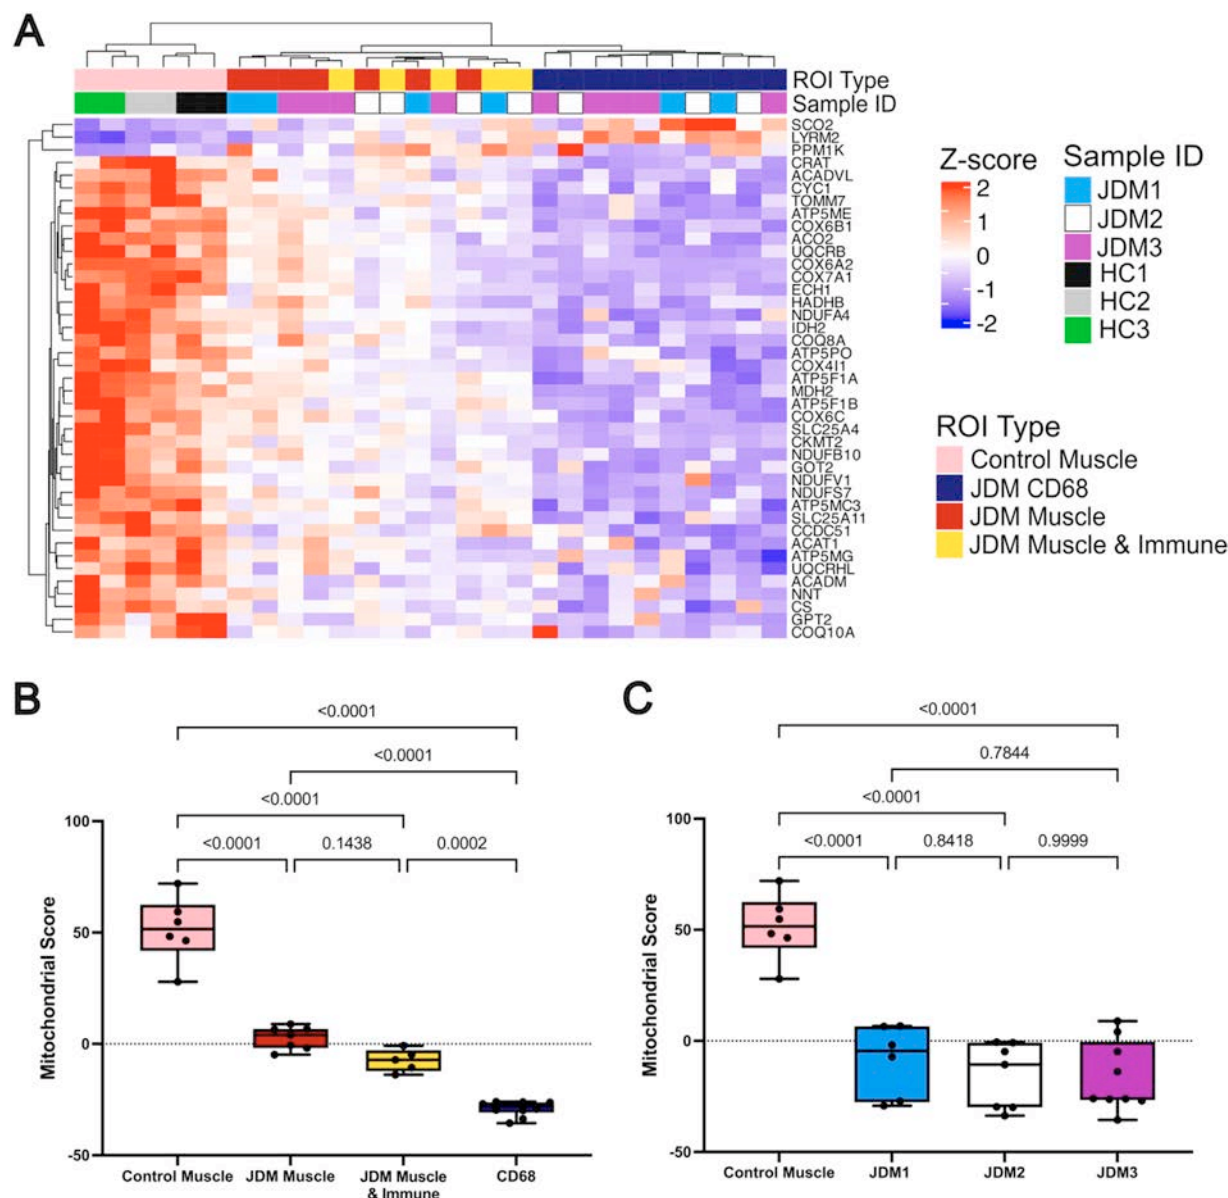 A
ROI Type
Sample ID
SCO2
LYRM2
PPM1K
CRAT
ACADVL
CYC1
TOMM7
ATP5ME
COX6B1
ACO2
UQCRB
COX6A2
COX7A1
ECH1
HADHB
NDUFA4
IDH2
COQ8A
ATP5PO
COX4I1
ATP5F1A
MDH2
ATP5F1B
COX6C
SLC25A4
CKMT2
NDUFB10
GOT2
NDUFV1
NDUFS7
ATP5MC3
SLC25A11
CCDC51
ACAT1
ATP5MG
UQCRHL
ACADM
NNT
CS
GPT2
COQ10A
Z-score
2
1
0
-1
-2
Sample ID
JDM1
JDM2
JDM3
HC1
HC2
HC3
ROI Type
Control Muscle
JDM CD68
JDM Muscle
JDM Muscle & Immune
B
<0.0001
<0.0001
<0.0001
<0.0001 0.1438 0.0002
Mitochondrial Score
100
50
0
-50
Control Muscle JDM Muscle JDM Muscle CD68
& Immune
C
<0.0001
0.7844
<0.0001
<0.0001 0.8418 0.9999
Mitochondrial Score
100
50
0
-50
Control Muscle JDM1 JDM2 JDM3